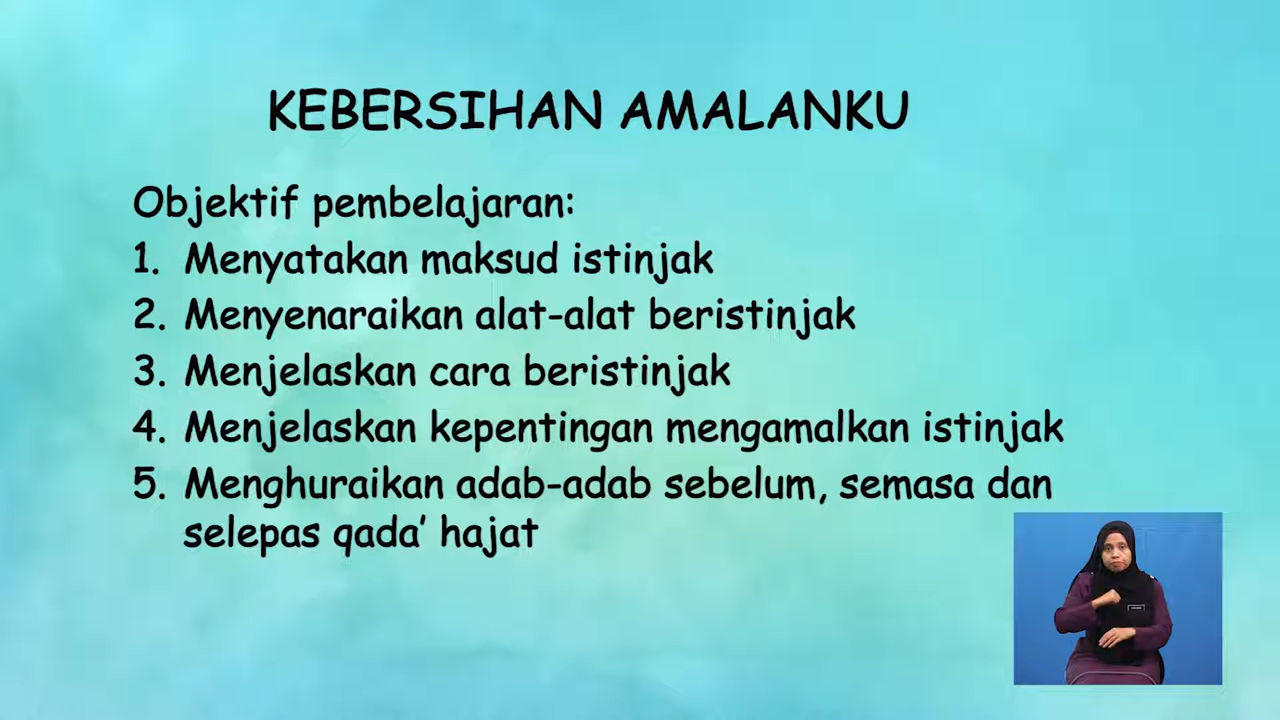 KEBERSIHAN AMALANKU
Objektif pembelajaran:
1. Menyatakan maksud istinjak
2. Menyenaraikan alat-alat beristinjak
3. Menjelaskan cara beristinjak
4. Menjelaskan kepentingan mengamalkan istinjak
5. Menghuraikan adab-adab sebelum, semasa dan
selepas qada’ hajat